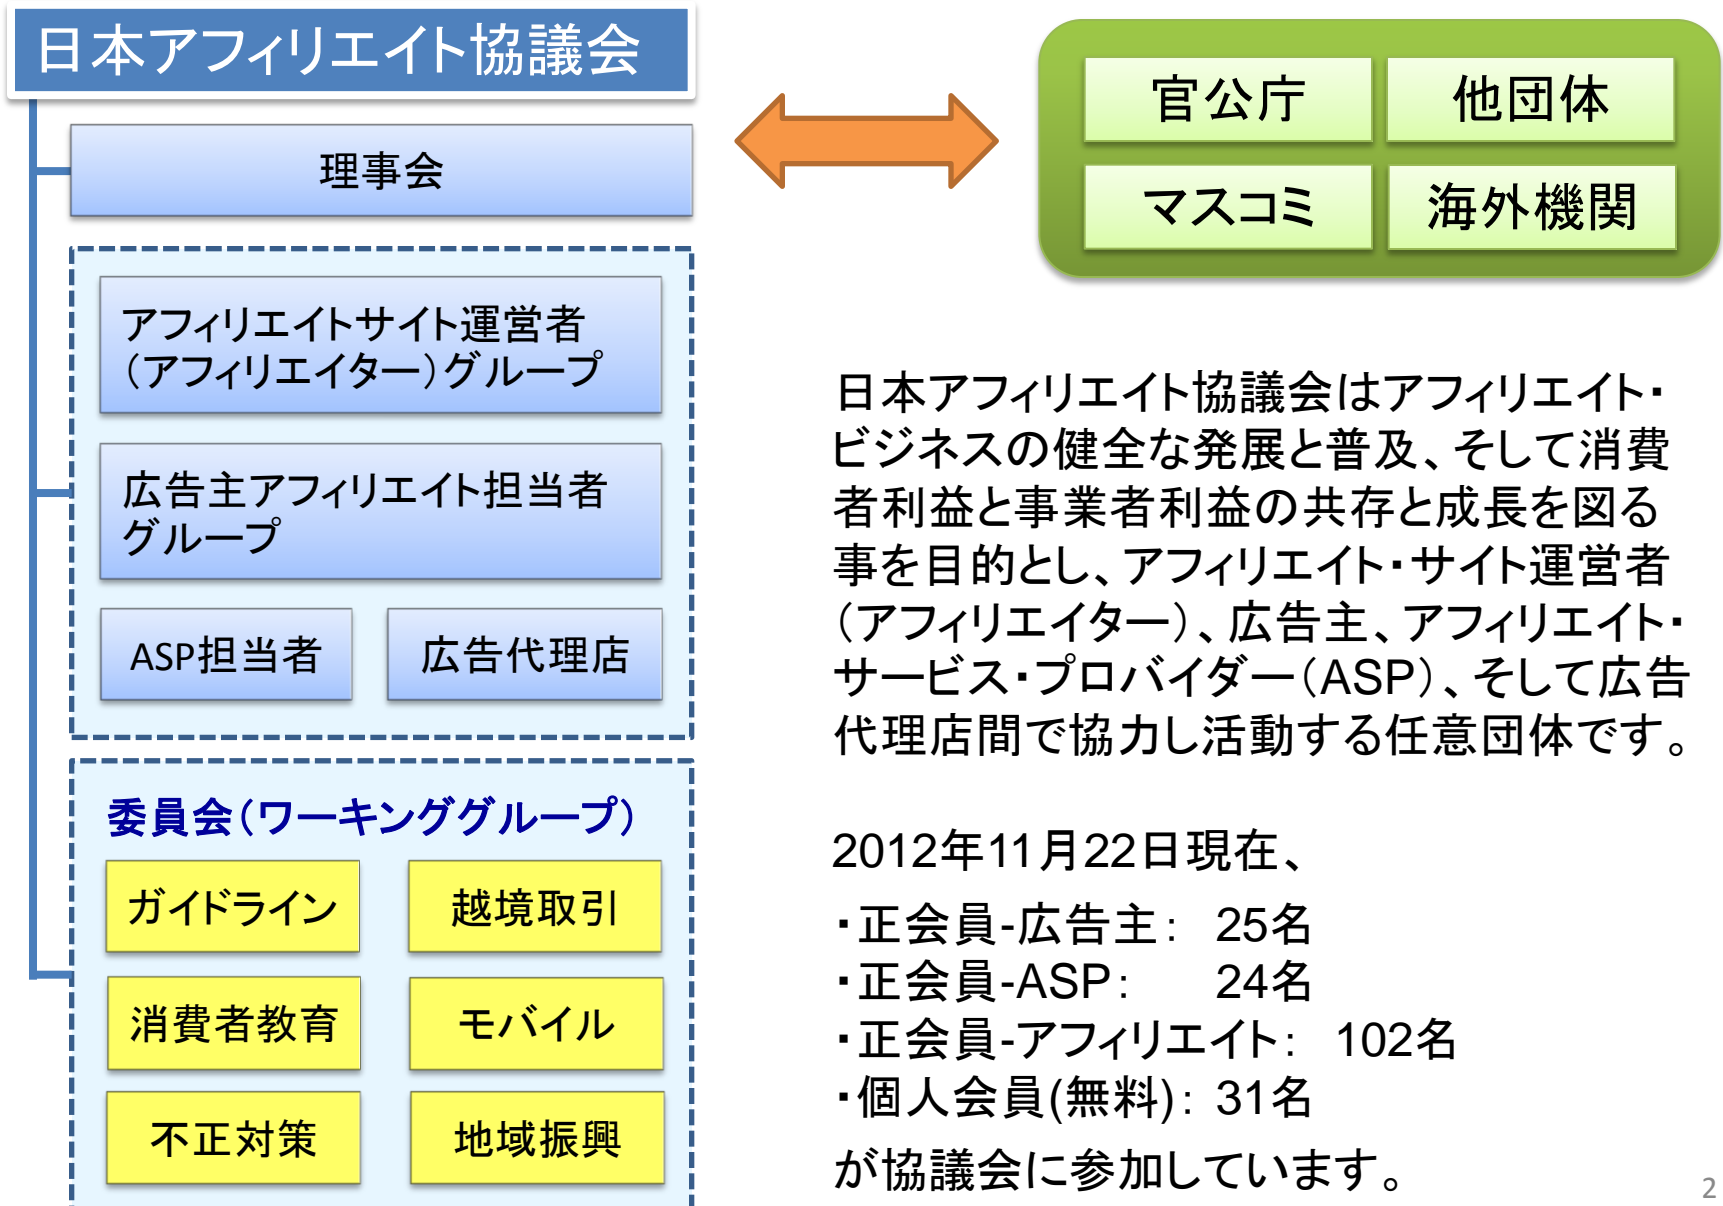 日本アフィリエイト協議会
理事会
アフィリエイトサイト運営者
(アフィリエイター)グループ
広告主アフィリエイト担当者
グループ
ASP担当者
広告代理店
委員会(ワーキンググループ)
ガイドライン
越境取引
消費者教育
モバイル
不正対策
地域振興
官公庁
他団体
マスコミ
海外機関
日本アフィリエイト協議会はアフィリエイト・
ビジネスの健全な発展と普及、そして消費
者利益と事業者利益の共存と成長を図る
事を目的とし、アフィリエイト・サイト運営者
(アフィリエイター)、広告主、アフィリエイト・
サービス・プロバイダー(ASP)、そして広告
代理店間で協力し活動する任意団体です。
2012年11月22日現在、
・正会員-広告主: 25名
・正会員-ASP: 24名
・正会員-アフィリエイト: 102名
・個人会員(無料): 31名
が協議会に参加しています。
2